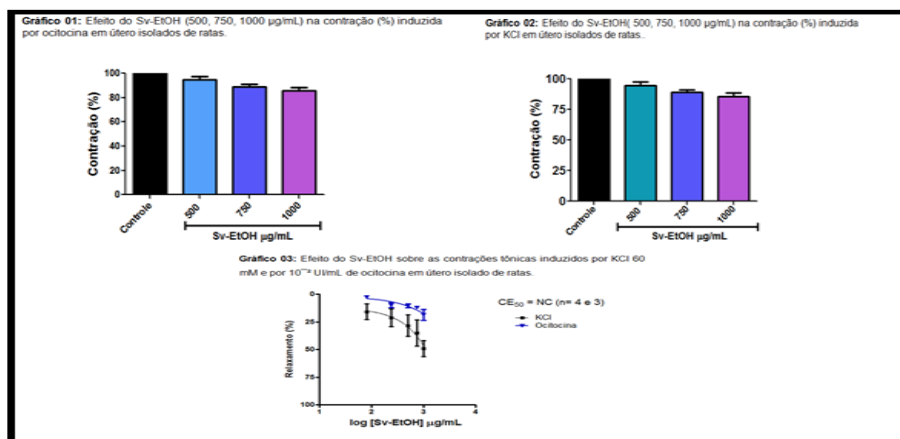 Gráfico 01: Efeito do Sv-EtOH (500, 750, 1000 µg/mL) na contração (%) induzida
por ocitocina em útero isolados de ratas.
100
80
60
40
20
0
Contração (%)
Controle
500
750
1000
Sv-EtOH µg/mL
Gráfico 02: Efeito do Sv-EtOH( 500, 750, 1000 µg/mL) na contração (%) induzida
por KCl em útero isolados de ratas..
100
75
50
25
0
Contração (%)
Controle
500
750
1000
Sv-EtOH µg/mL
Gráfico 03: Efeito do Sv-EtOH sobre as contrações tônicas induzidos por KCl 60
mM e por 10⁻² UI/mL de ocitocina em útero isolado de ratas.
0
25
50
75
100
Relaxamento (%)
1
2
3
4
log [Sv-EtOH] µg/mL
CE₅₀ = NC (n= 4 e 3)
KCl
Ocitocina